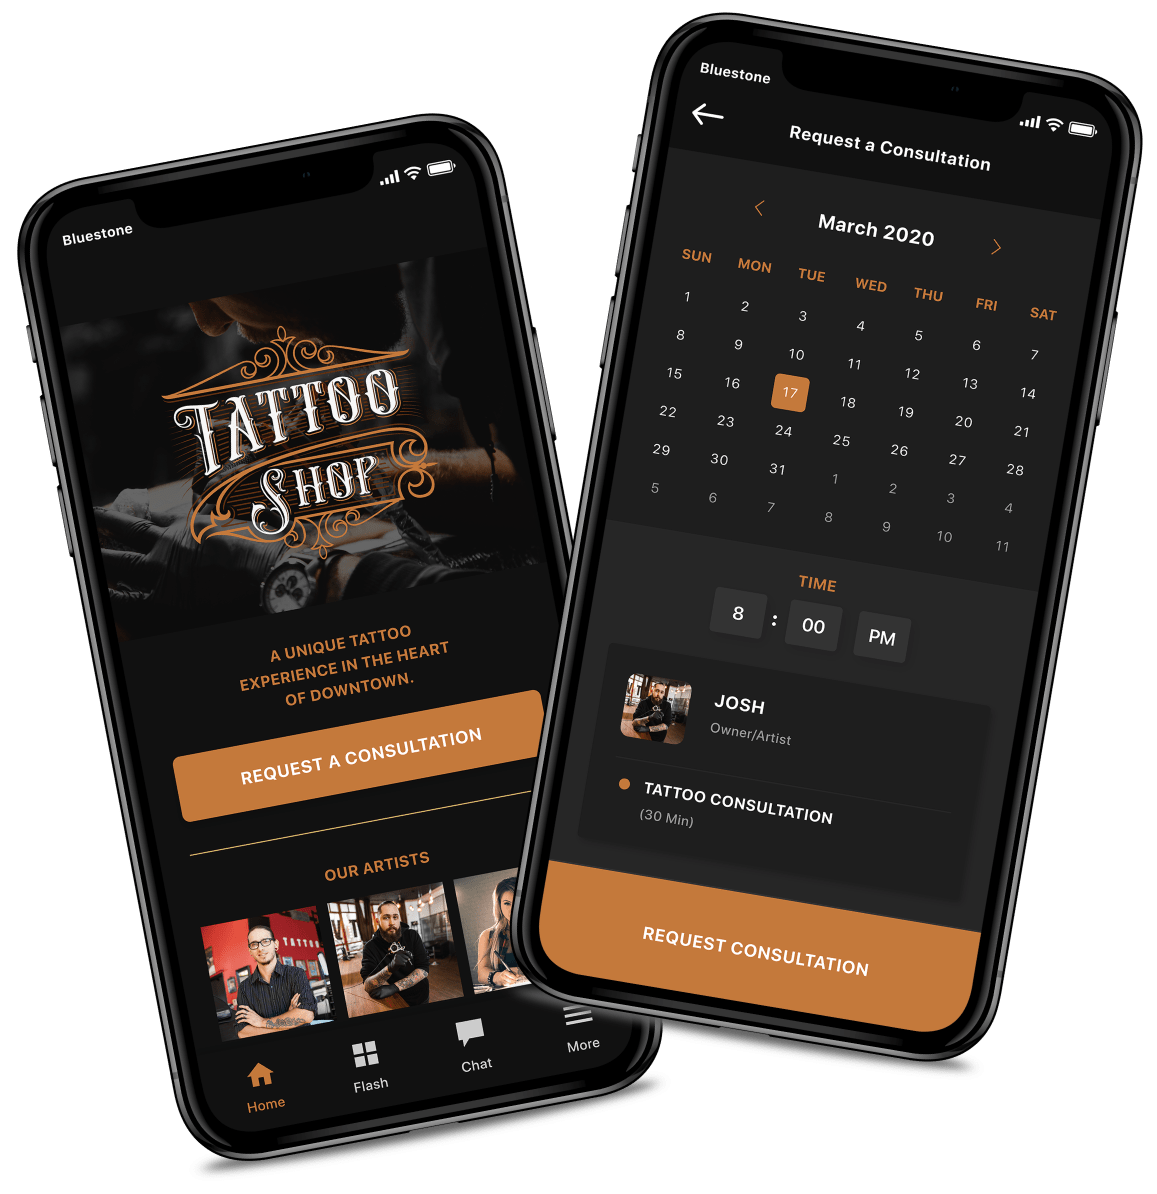 Bluestone
TATTOO
SHOP
A UNIQUE TATTOO
EXPERIENCE IN THE HEART
OF DOWNTOWN.
REQUEST A CONSULTATION
OUR ARTISTS
Home
Flash
Chat
More
Bluestone
Request a Consultation
March 2020
SUN MON TUE WED THU FRI SAT
1 2 3 4 5 6 7
8 9 10 11 12 13 14
15 16 17 18 19 20 21
22 23 24 25 26 27 28
29 30 31 1 2 3 4
5 6 7 8 9 10 11
TIME
8 : 00 PM
JOSH
Owner/Artist
TATTOO CONSULTATION
(30 Min)
REQUEST CONSULTATION